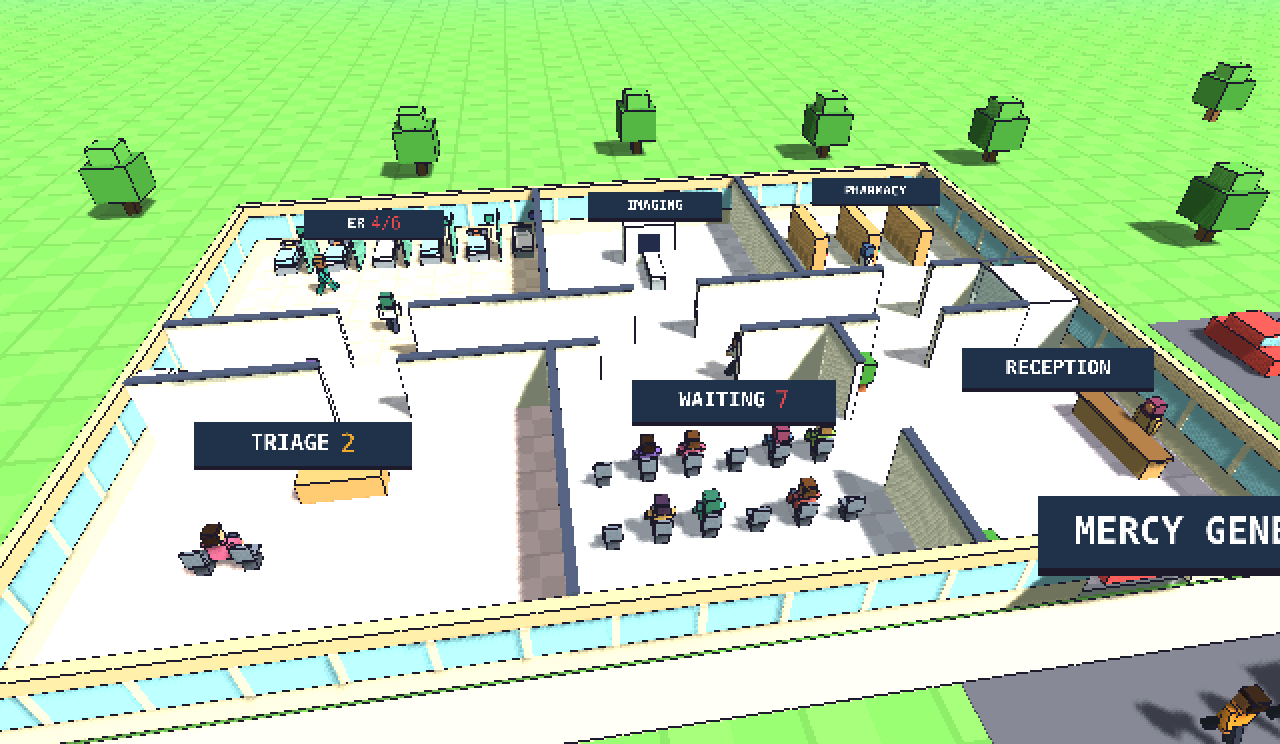 PHARMACY
IMAGING
ER 4/6
RECEPTION
WAITING 7
TRIAGE 2
MERCY GENE